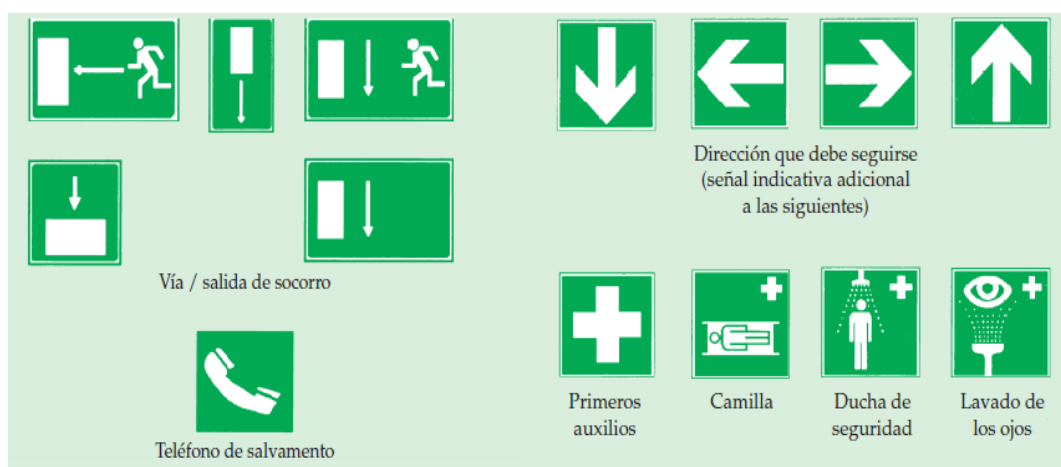 Vía / salida de socorro
Teléfono de salvamento
Dirección que debe seguirse
(señal indicativa adicional
a las siguientes)
Primeros
auxilios
Camilla
Ducha de
seguridad
Lavado de
los ojos